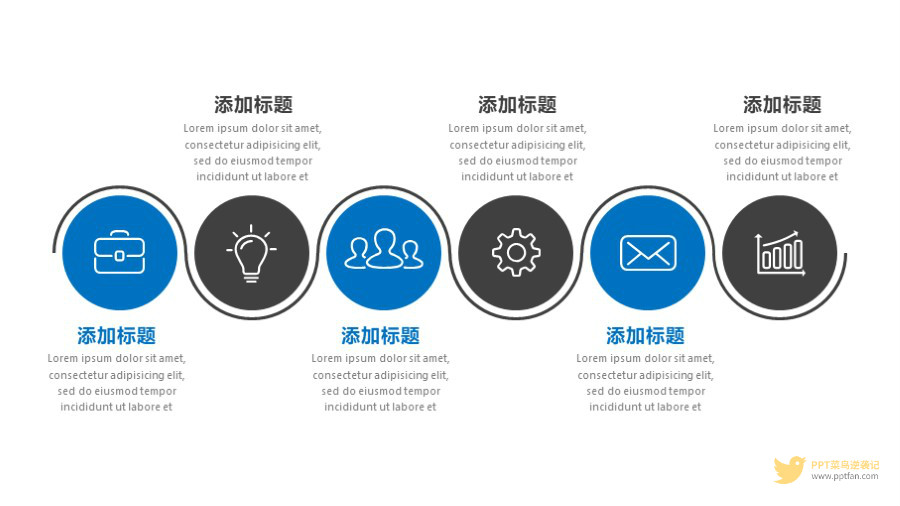 添加标题
Lorem ipsum dolor sit amet,
consectetur adipisicing elit,
sed do eiusmod tempor
incididunt ut labore et
添加标题
Lorem ipsum dolor sit amet,
consectetur adipisicing elit,
sed do eiusmod tempor
incididunt ut labore et
添加标题
Lorem ipsum dolor sit amet,
consectetur adipisicing elit,
sed do eiusmod tempor
incididunt ut labore et
添加标题
Lorem ipsum dolor sit amet,
consectetur adipisicing elit,
sed do eiusmod tempor
incididunt ut labore et
添加标题
Lorem ipsum dolor sit amet,
consectetur adipisicing elit,
sed do eiusmod tempor
incididunt ut labore et
添加标题
Lorem ipsum dolor sit amet,
consectetur adipisicing elit,
sed do eiusmod tempor
incididunt ut labore et
PPT菜鸟逆袭记
www.pptfan.com